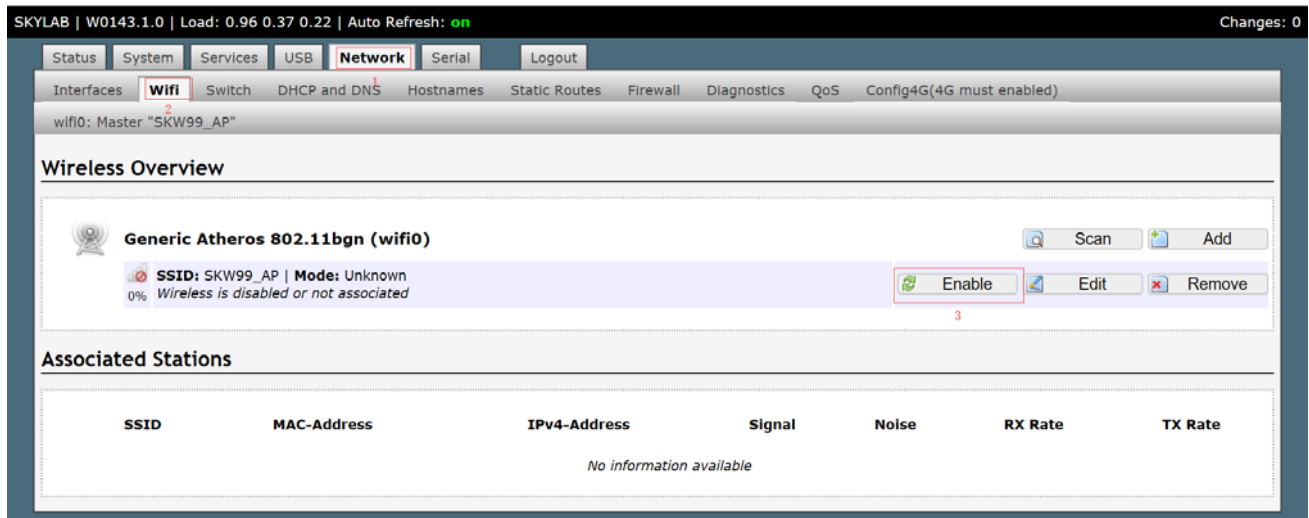 SKYLAB | W0143.1.0 | Load: 0.96 0.37 0.22 | Auto Refresh: on Changes: 0
Status System Services USB Network Serial Logout
1
Interfaces Wifi Switch DHCP and DNS Hostnames Static Routes Firewall Diagnostics QoS Config4G(4G must enabled)
2
wifi0: Master "SKW99_AP"
Wireless Overview
Generic Atheros 802.11bgn (wifi0) Scan Add
SSID: SKW99_AP | Mode: Unknown
0% Wireless is disabled or not associated Enable Edit Remove
3
Associated Stations
SSID MAC-Address IPv4-Address Signal Noise RX Rate TX Rate
No information available